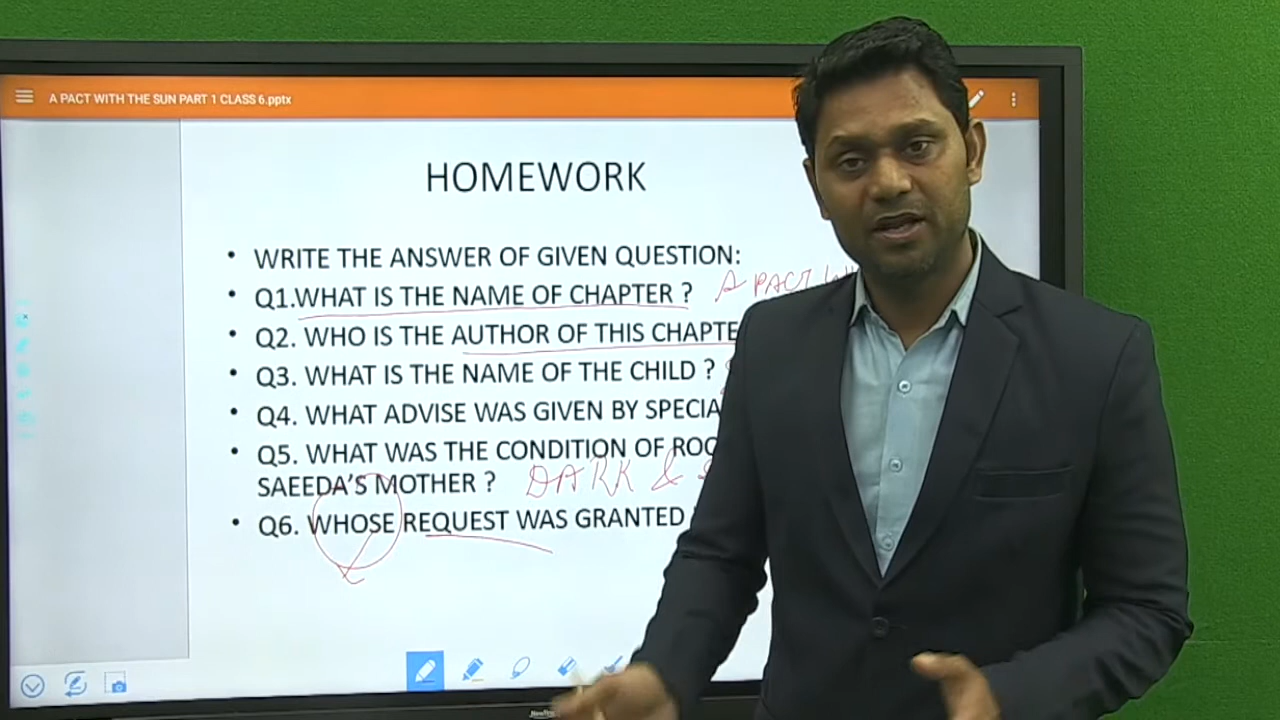 A PACT WITH THE SUN PART 1 CLASS 6.pptx
HOMEWORK
• WRITE THE ANSWER OF GIVEN QUESTION:
• Q1.WHAT IS THE NAME OF CHAPTER ? A PACT
• Q2. WHO IS THE AUTHOR OF THIS CHAPTE
• Q3. WHAT IS THE NAME OF THE CHILD ?
• Q4. WHAT ADVISE WAS GIVEN BY SPECIA
• Q5. WHAT WAS THE CONDITION OF ROO
SAEEDA'S MOTHER ? DARK & S
• Q6. WHOSE REQUEST WAS GRANTED